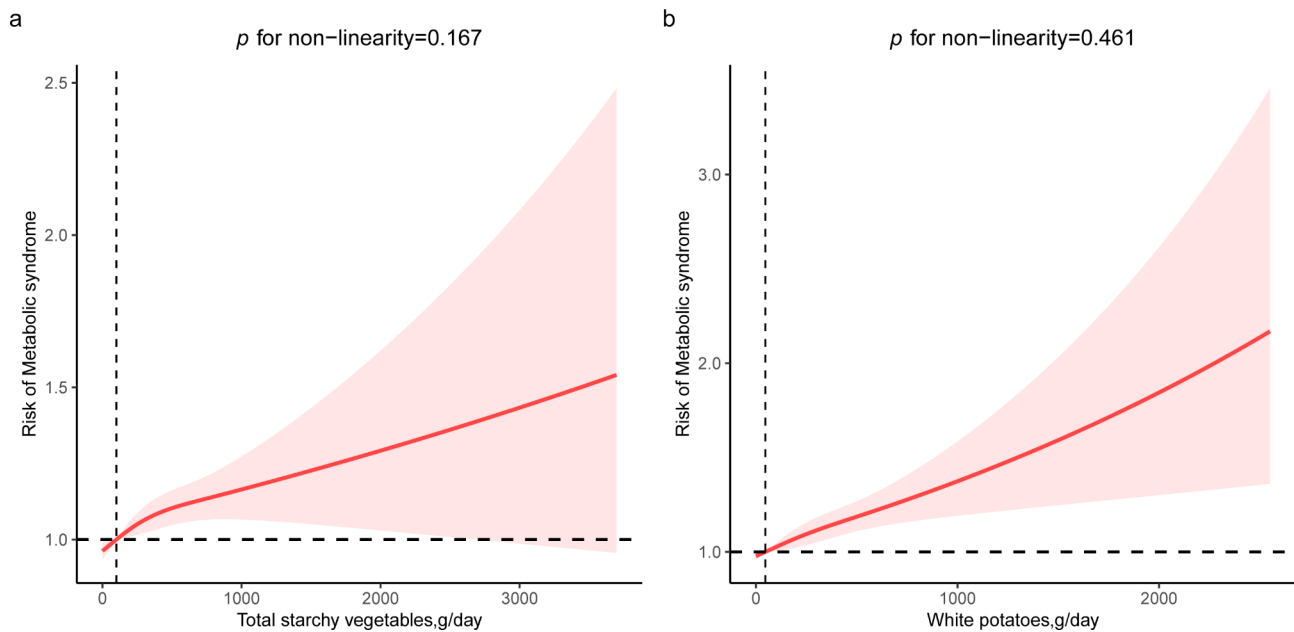 a
p for non−linearity=0.167
2.5
2.0
1.5
1.0
Risk of Metabolic syndrome
0
1000
2000
3000
Total starchy vegetables,g/day
b
p for non−linearity=0.461
3.0
2.0
1.0
Risk of Metabolic syndrome
0
1000
2000
White potatoes,g/day